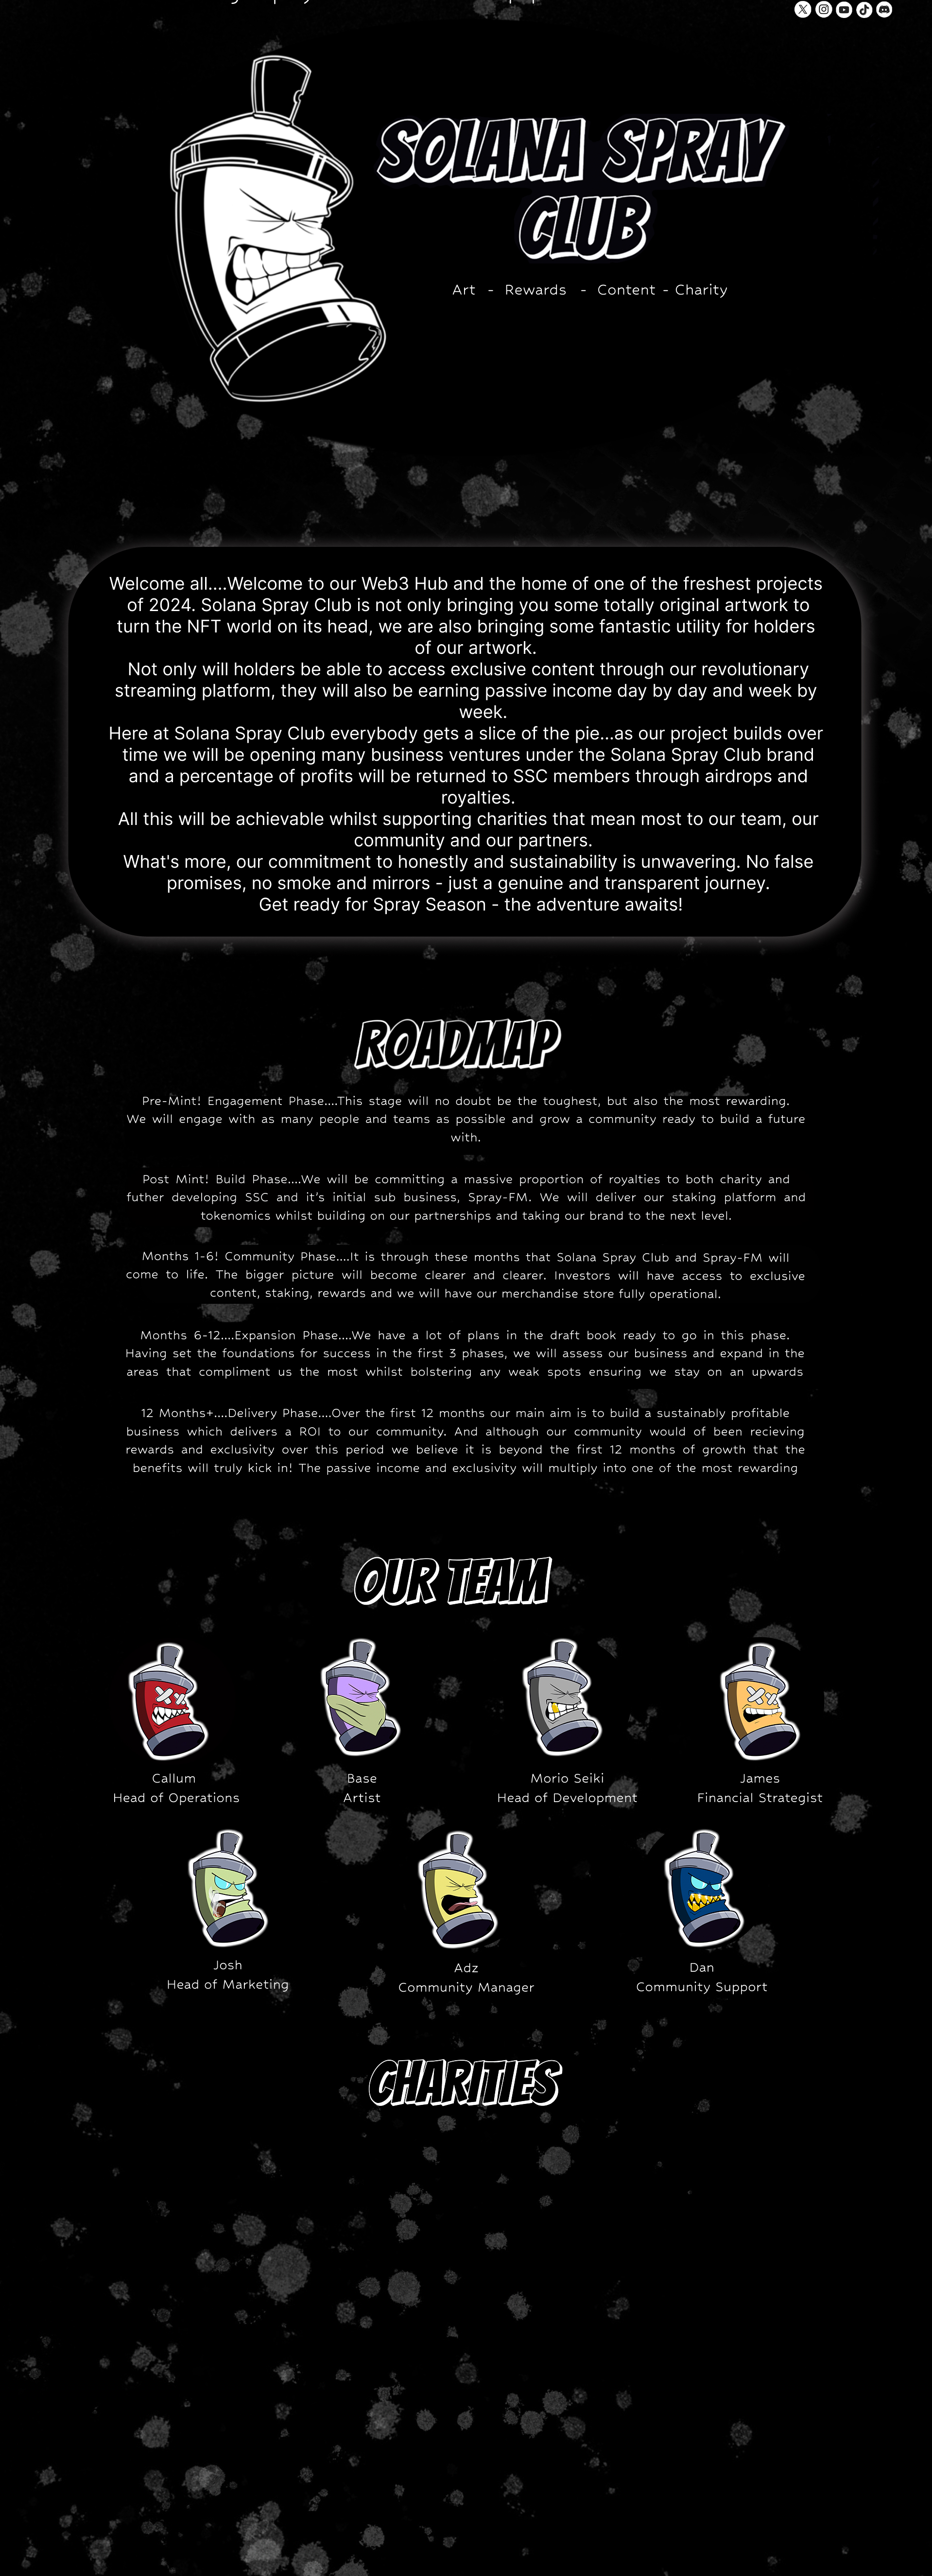 SOLANA SPRAY
CLUB
Art - Rewards - Content - Charity
Welcome all....Welcome to our Web3 Hub and the home of one of the freshest projects
of 2024. Solana Spray Club is not only bringing you some totally original artwork to
turn the NFT world on its head, we are also bringing some fantastic utility for holders
of our artwork.
Not only will holders be able to access exclusive content through our revolutionary
streaming platform, they will also be earning passive income day by day and week by
week.
Here at Solana Spray Club everybody gets a slice of the pie...as our project builds over
time we will be opening many business ventures under the Solana Spray Club brand
and a percentage of profits will be returned to SSC members through airdrops and
royalties.
All this will be achievable whilst supporting charities that mean most to our team, our
community and our partners.
What's more, our commitment to honestly and sustainability is unwavering. No false
promises, no smoke and mirrors - just a genuine and transparent journey.
Get ready for Spray Season - the adventure awaits!
ROADMAP
Pre-Mint! Engagement Phase....This stage will no doubt be the toughest, but also the most rewarding.
We will engage with as many people and teams as possible and grow a community ready to build a future
with.
Post Mint! Build Phase....We will be committing a massive proportion of royalties to both charity and
futher developing SSC and it's initial sub business, Spray-FM. We will deliver our staking platform and
tokenomics whilst building on our partnerships and taking our brand to the next level.
Months 1-6! Community Phase....It is through these months that Solana Spray Club and Spray-FM will
come to life. The bigger picture will become clearer and clearer. Investors will have access to exclusive
content, staking, rewards and we will have our merchandise store fully operational.
Months 6-12....Expansion Phase....We have a lot of plans in the draft book ready to go in this phase.
Having set the foundations for success in the first 3 phases, we will assess our business and expand in the
areas that compliment us the most whilst bolstering any weak spots ensuring we stay on an upwards
12 Months+....Delivery Phase....Over the first 12 months our main aim is to build a sustainably profitable
business which delivers a ROI to our community. And although our community would of been recieving
rewards and exclusivity over this period we believe it is beyond the first 12 months of growth that the
benefits will truly kick in! The passive income and exclusivity will multiply into one of the most rewarding
OUR TEAM
Callum
Head of Operations
Base
Artist
Morio Seiki
Head of Development
James
Financial Strategist
Josh
Head of Marketing
Adz
Community Manager
Dan
Community Support
CHARITIES